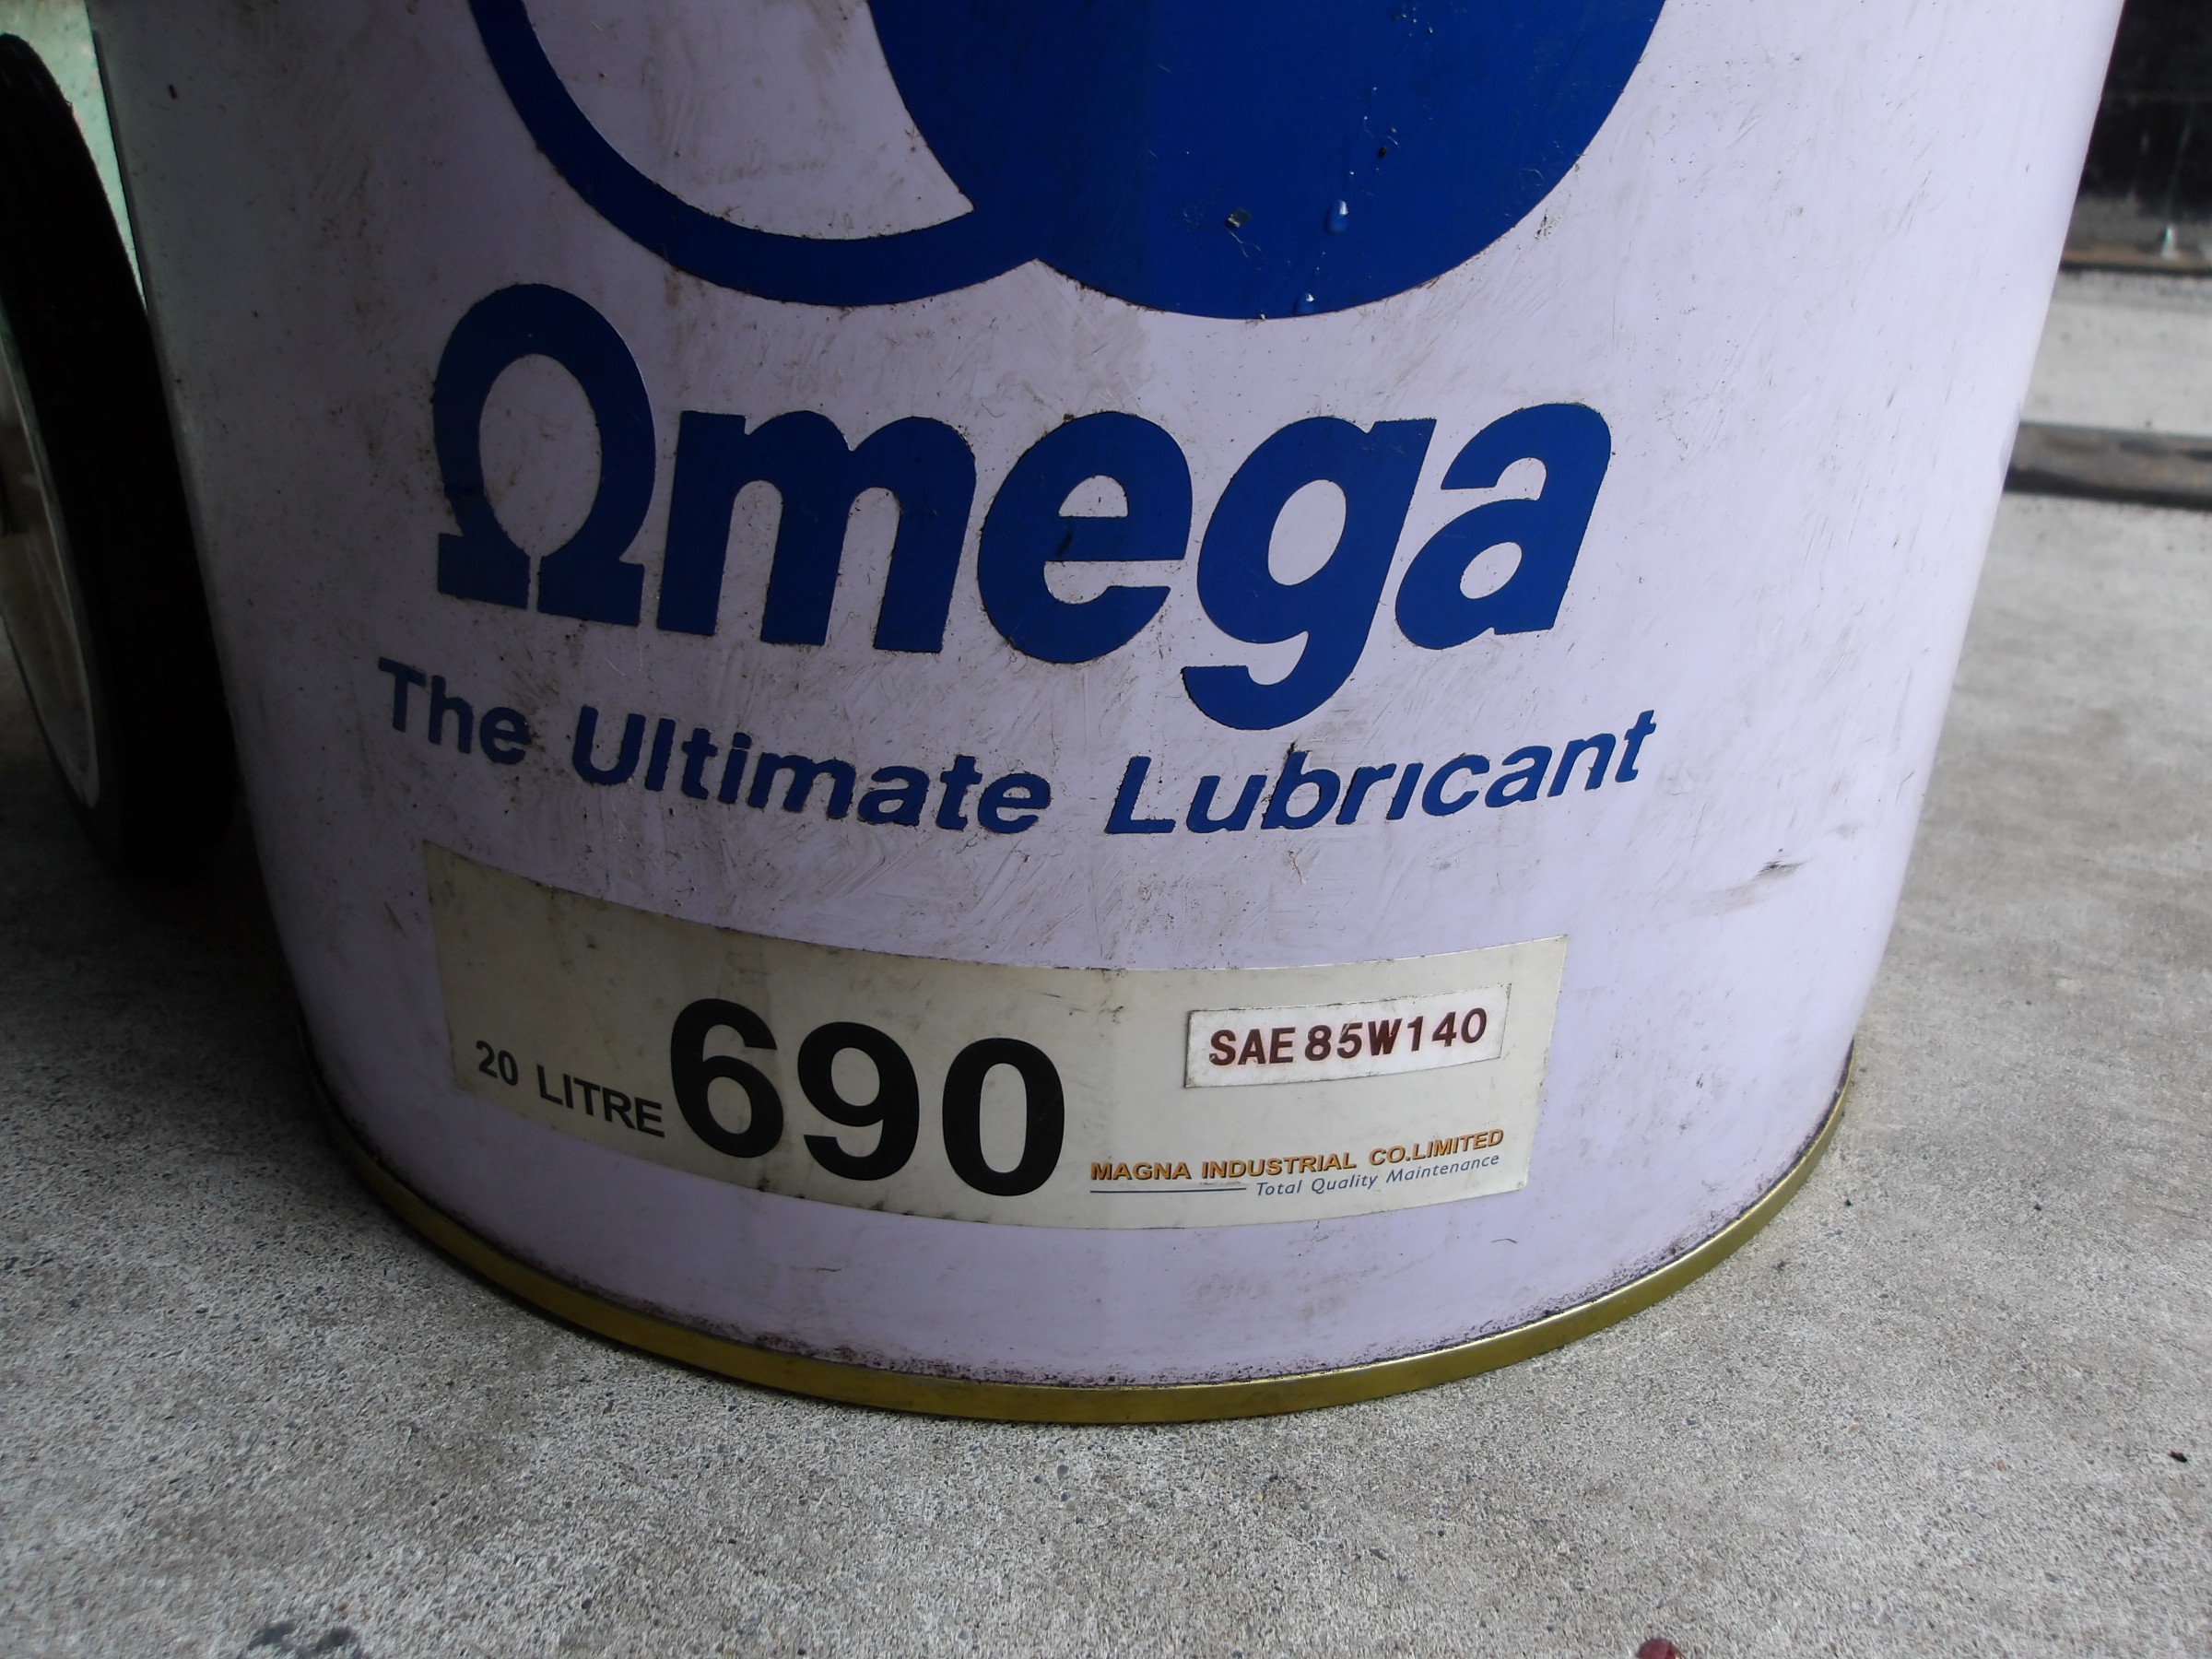 Ωmega
The Ultimate Lubricant
20 LITRE 690
SAE 85W140
MAGNA INDUSTRIAL CO.LIMITED
Total Quality Maintenance